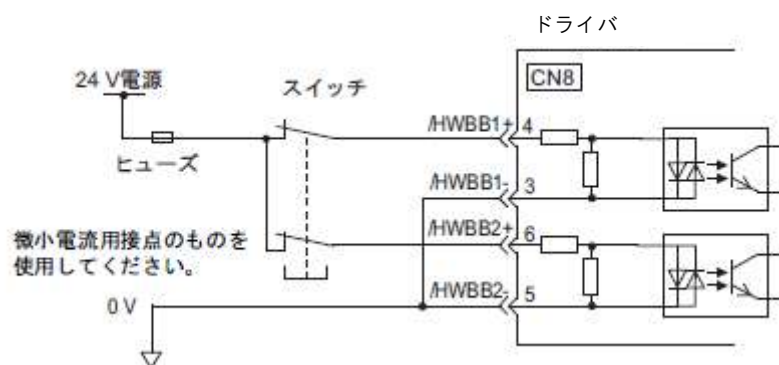 ドライバ
24 V電源
スイッチ
CN8
/HWBB1+ 4
ヒューズ
/HWBB1- 3
微小電流用接点のものを
使用してください。
/HWBB2+ 6
0 V
/HWBB2- 5